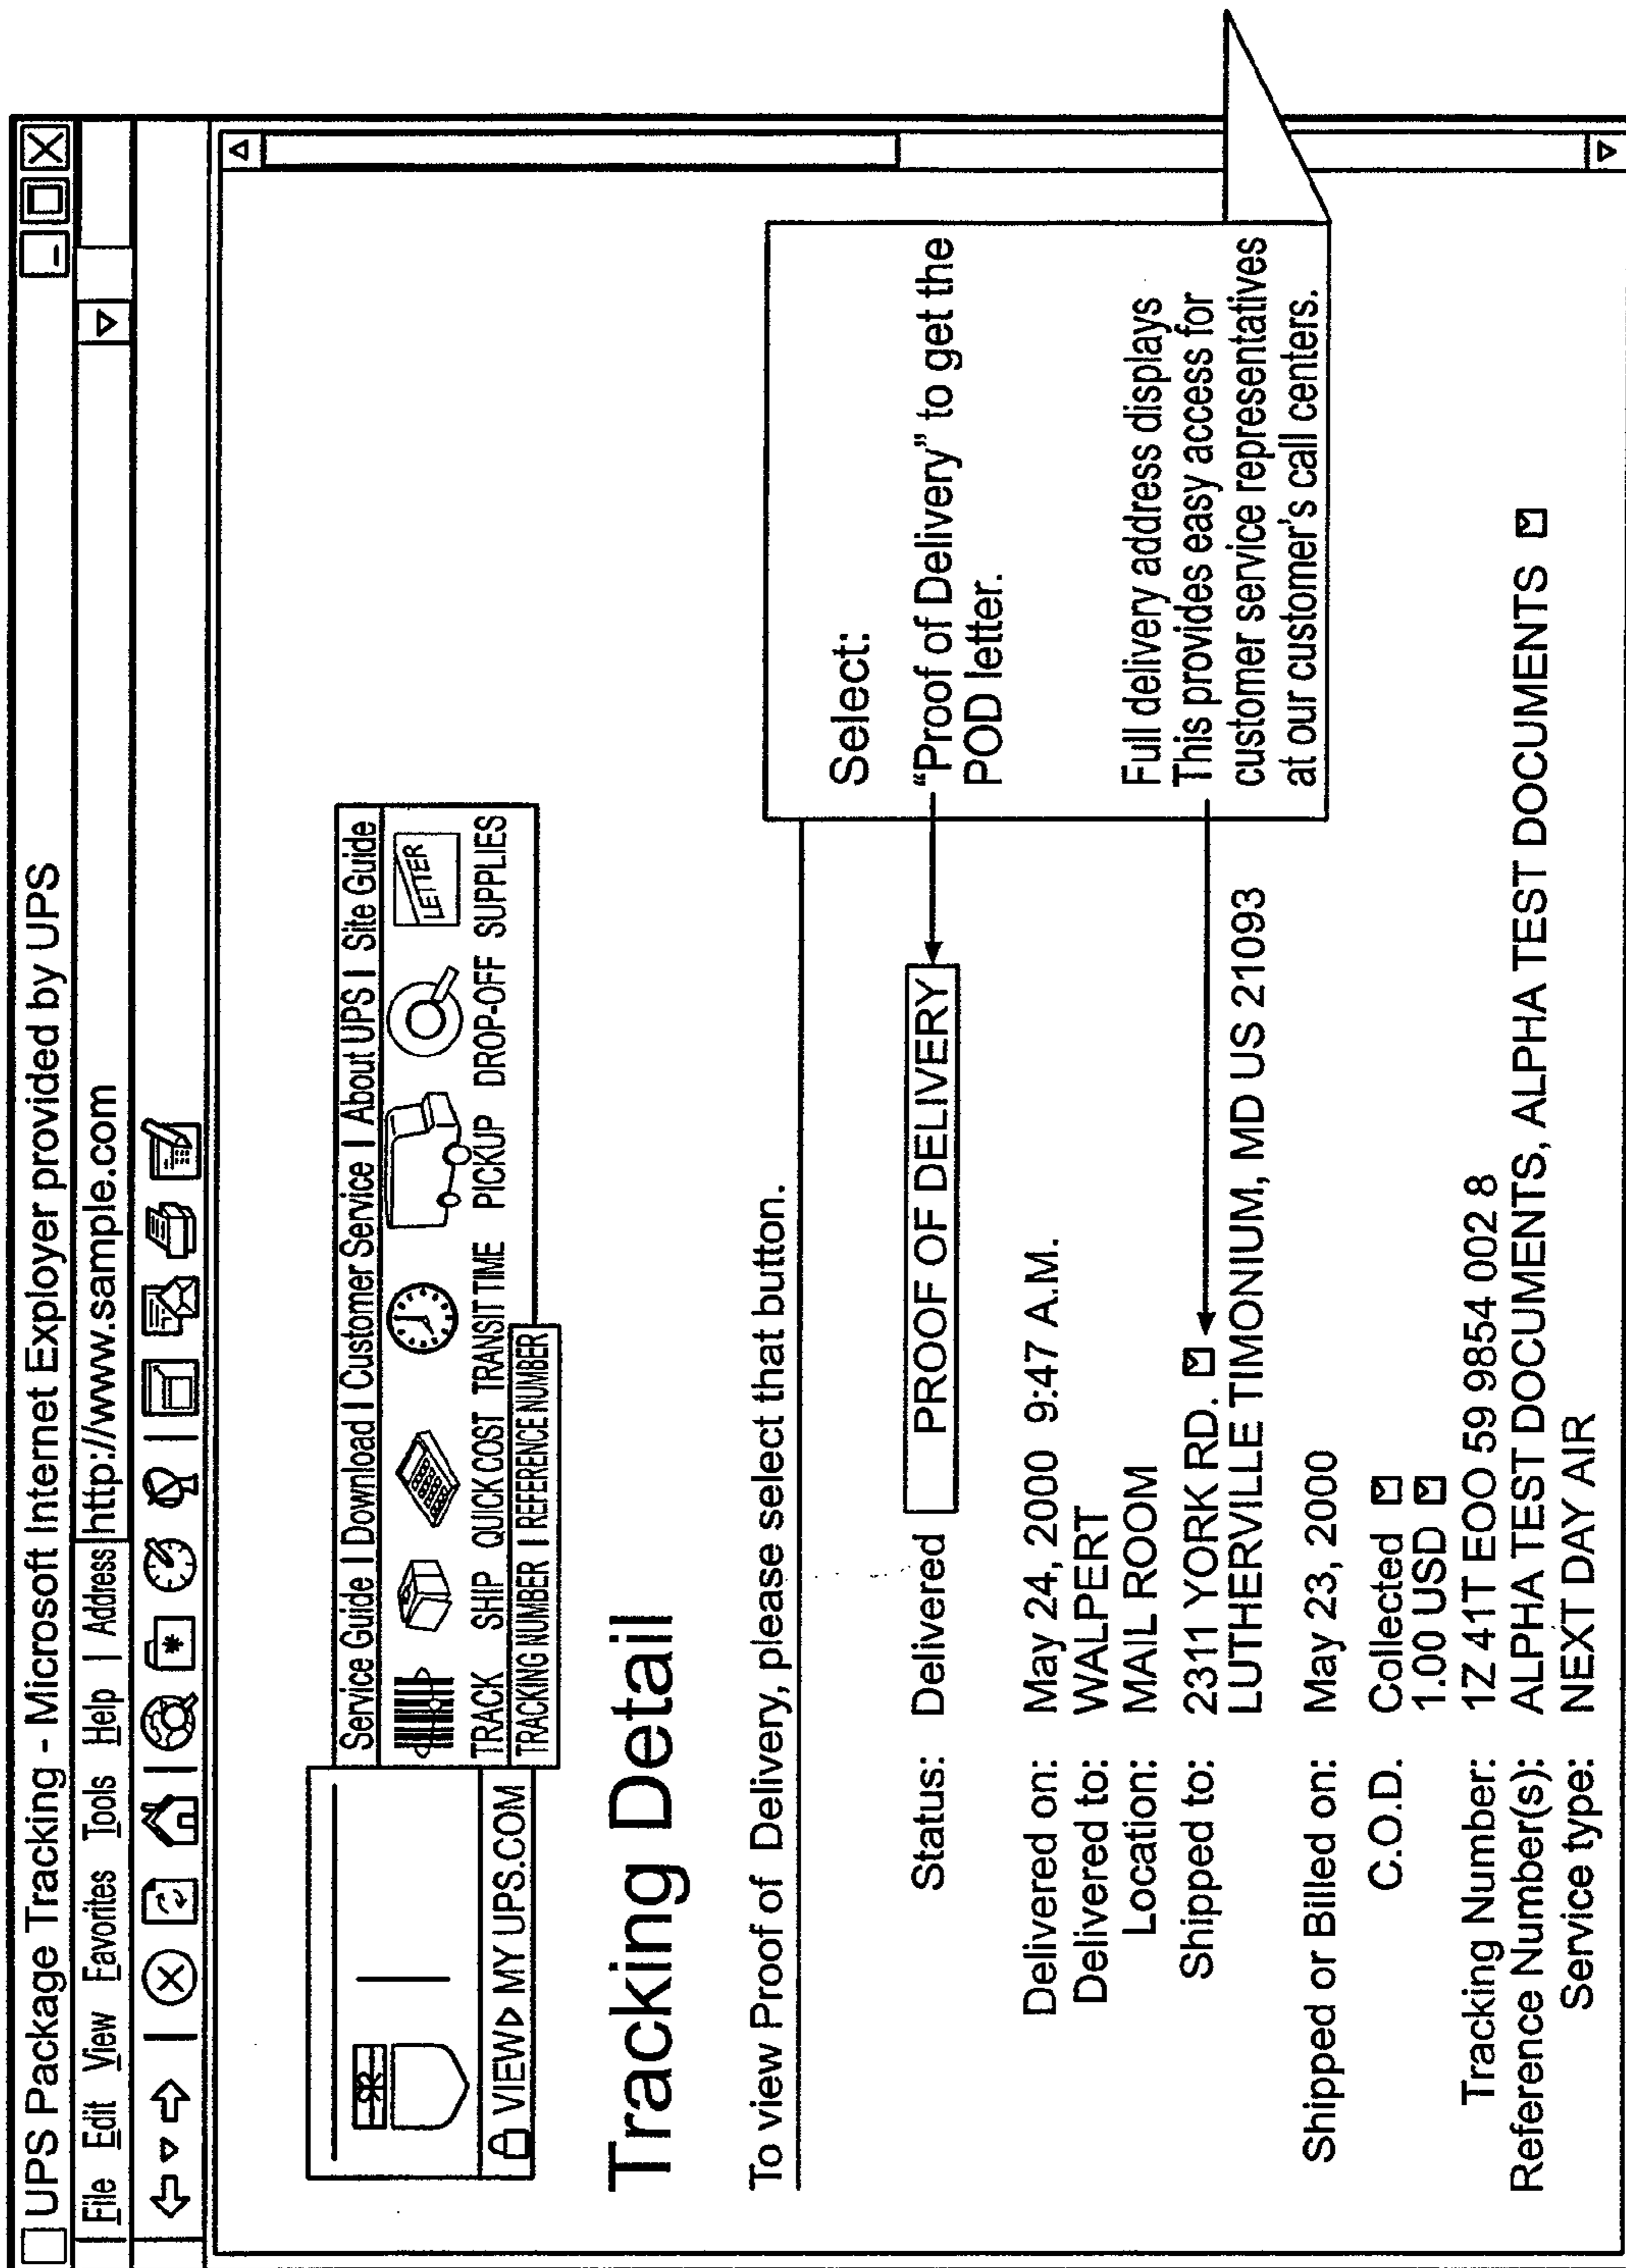 UPS Package Tracking - Microsoft Internet Explorer provided by UPS
File Edit View Favorites Tools Help | Address http://www.sample.com
Service Guide | Download | Customer Service | About UPS | Site Guide
LETTER
TRACK SHIP QUICK COST TRANSIT TIME PICKUP DROP-OFF SUPPLIES
VIEW MY UPS.COM
TRACKING NUMBER | REFERENCE NUMBER
Tracking Detail
To view Proof of Delivery, please select that button.
Select:
Status: Delivered PROOF OF DELIVERY
"Proof of Delivery" to get the
POD letter.
Delivered on: May 24, 2000 9:47 A.M.
Delivered to: WALPERT
Location: MAIL ROOM
Shipped to: 2311 YORK RD.
LUTHERVILLE TIMONIUM, MD US 21093
Full delivery address displays
This provides easy access for
customer service representatives
at our customer's call centers.
Shipped or Billed on: May 23, 2000
C.O.D. Collected
1.00 USD
Tracking Number: 1Z 41T EOO 59 9854 002 8
Reference Number(s): ALPHA TEST DOCUMENTS, ALPHA TEST DOCUMENTS
Service type: NEXT DAY AIR